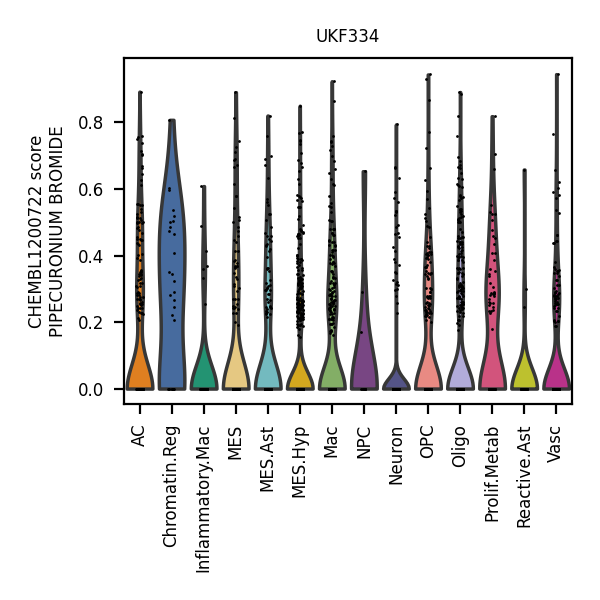 UKF334
CHEMBL1200722 score
PIPECURONIUM BROMIDE
0.8
0.6
0.4
0.2
0.0
AC
Chromatin.Reg
Inflammatory.Mac
MES
MES.Ast
MES.Hyp
Mac
NPC
Neuron
OPC
Oligo
Prolif.Metab
Reactive.Ast
Vasc